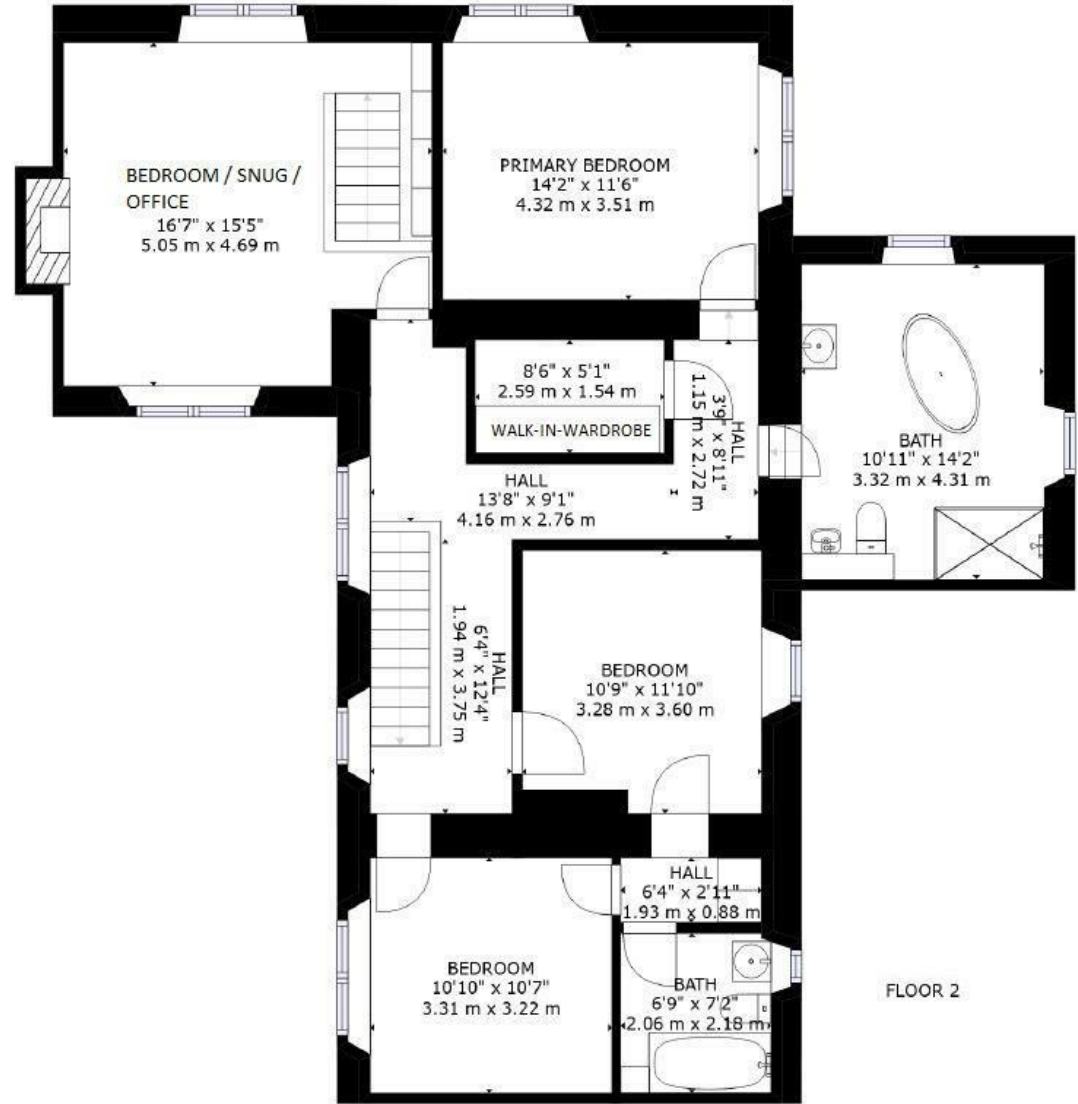 BEDROOM / SNUG /
OFFICE
16'7" x 15'5"
5.05 m x 4.69 m
PRIMARY BEDROOM
14'2" x 11'6"
4.32 m x 3.51 m
8'6" x 5'1"
2.59 m x 1.54 m
WALK-IN-WARDROBE
HALL
3'9" x 8'11"
1.15 m x 2.72 m
BATH
10'11" x 14'2"
3.32 m x 4.31 m
HALL
13'8" x 9'1"
4.16 m x 2.76 m
HALL
6'4" x 12'4"
1.94 m x 3.75 m
BEDROOM
10'9" x 11'10"
3.28 m x 3.60 m
HALL
6'4" x 2'11"
1.93 m x 0.88 m
BEDROOM
10'10" x 10'7"
3.31 m x 3.22 m
BATH
6'9" x 7'2"
2.06 m x 2.18 m
FLOOR 2